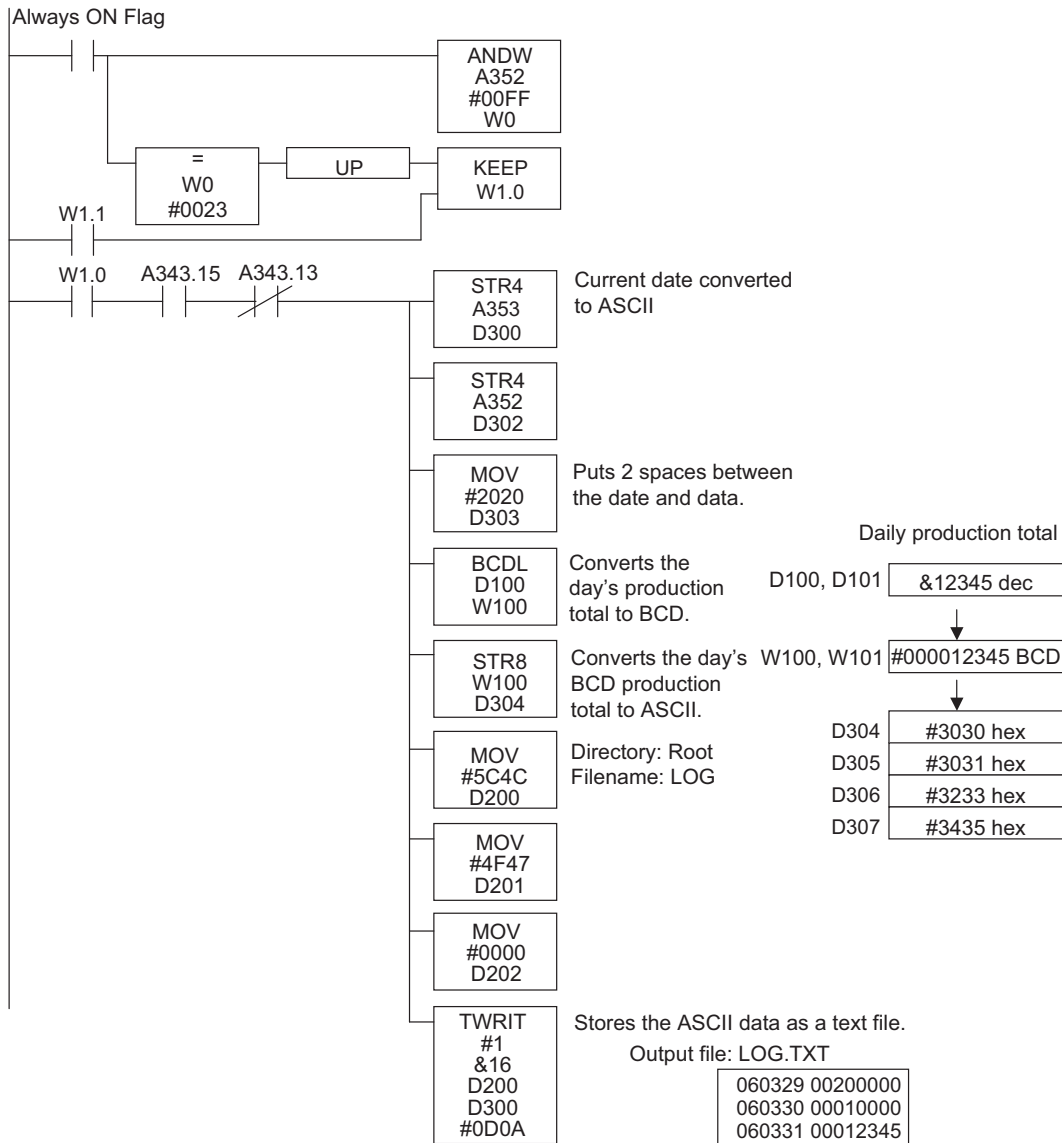 Always ON Flag
ANDW
A352
#00FF
W0
=
W0
#0023
UP
KEEP
W1.0
W1.1
W1.0
A343.15
A343.13
STR4
A353
D300
Current date converted
to ASCII
STR4
A352
D302
MOV
#2020
D303
Puts 2 spaces between
the date and data.
Daily production total
BCDL
D100
W100
Converts the
day's production
total to BCD.
D100, D101
&12345 dec
STR8
W100
D304
Converts the day's
BCD production
total to ASCII.
W100, W101
#000012345 BCD
D304
#3030 hex
D305
#3031 hex
D306
#3233 hex
D307
#3435 hex
MOV
#5C4C
D200
Directory: Root
Filename: LOG
MOV
#4F47
D201
MOV
#0000
D202
TWRIT
#1
&16
D200
D300
#0D0A
Stores the ASCII data as a text file.
Output file: LOG.TXT
060329 00200000
060330 00010000
060331 00012345